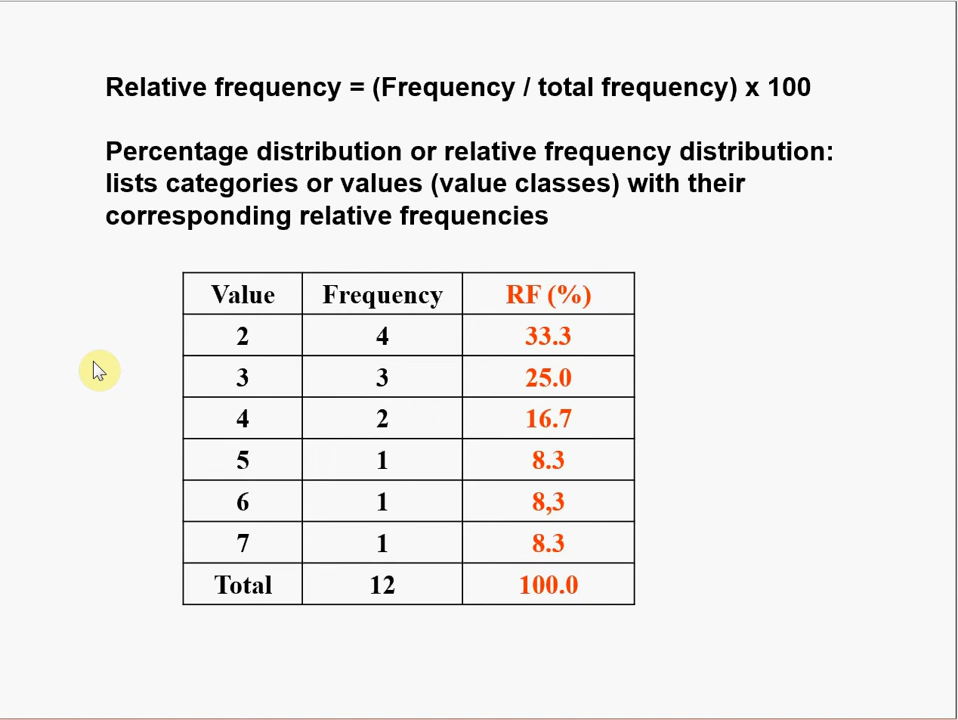 Relative frequency = (Frequency / total frequency) x 100
Percentage distribution or relative frequency distribution:
lists categories or values (value classes) with their
corresponding relative frequencies
Value Frequency RF (%)
2 4 33.3
3 3 25.0
4 2 16.7
5 1 8.3
6 1 8,3
7 1 8.3
Total 12 100.0